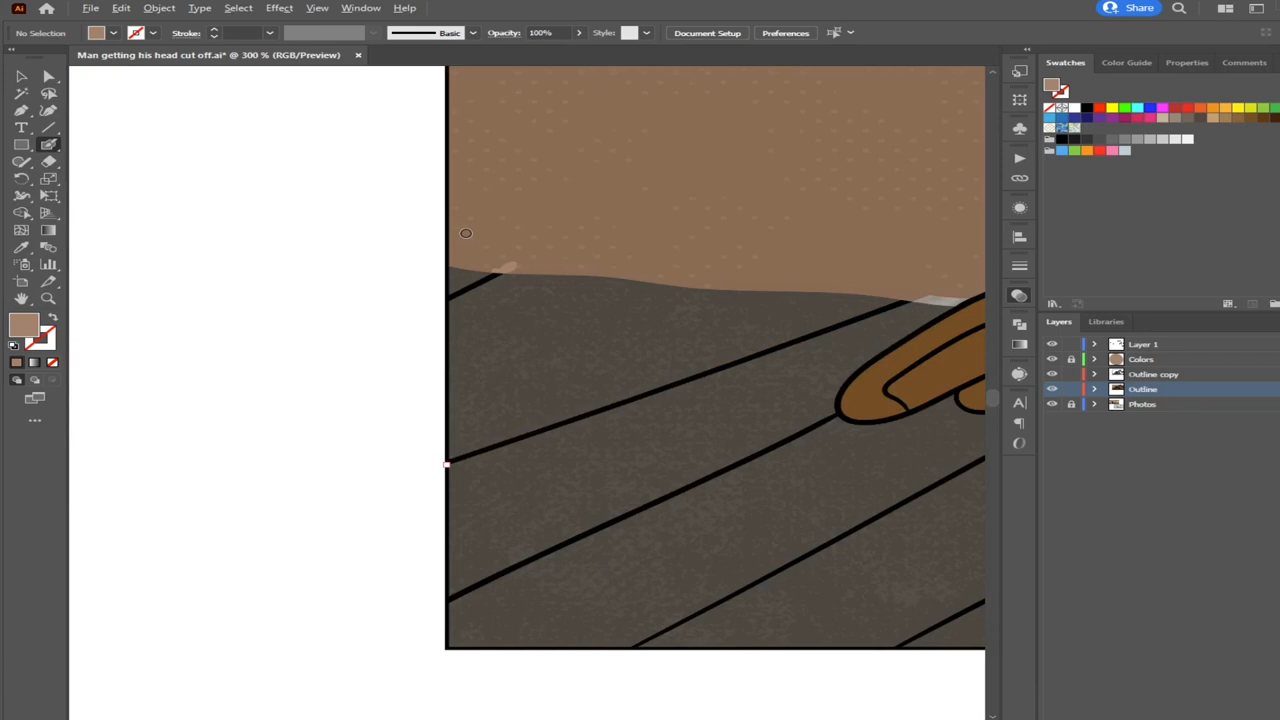 Ai File Edit Object Type Select Effect View Window Help Share
No Selection Stroke: Basic Opacity: 100% Style: Document Setup Preferences
Man getting his head cut off.ai* @ 300 % (RGB/Preview) ×
Swatches Color Guide Properties Comments
Layers Libraries
Layer 1
Colors
Outline copy
Outline
Photos